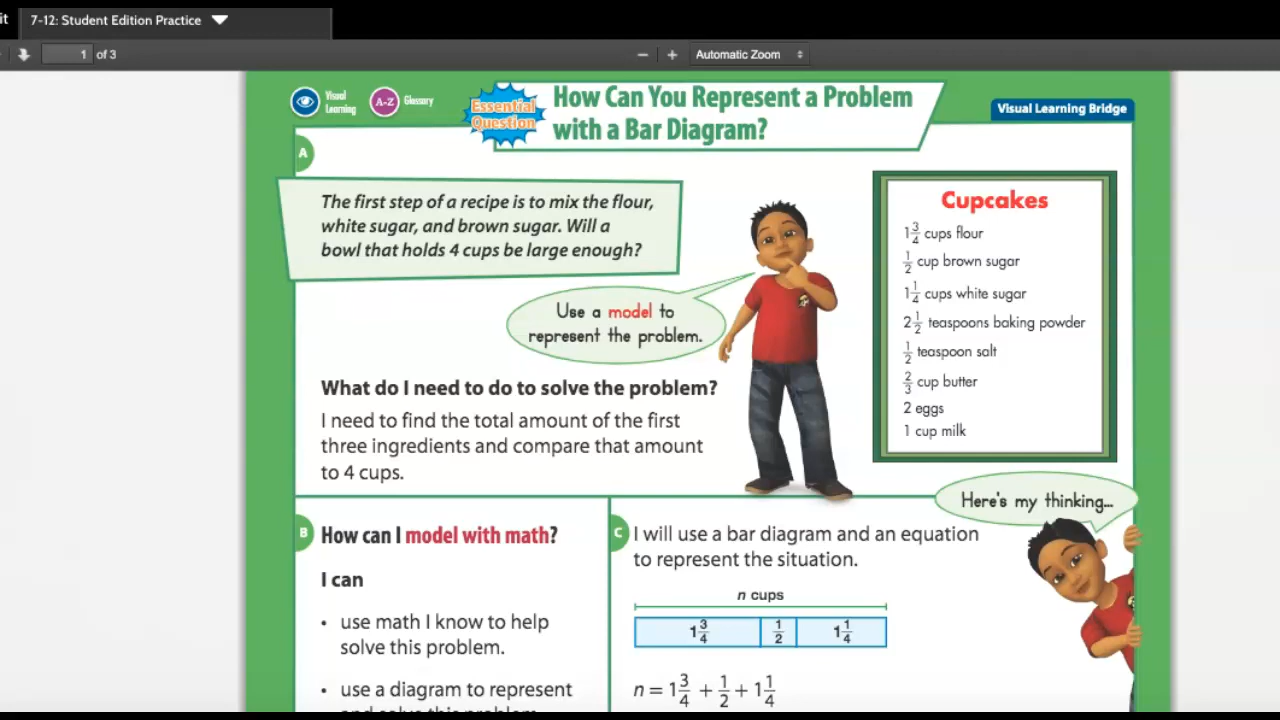 it
7-12: Student Edition Practice
1 of 3
Automatic Zoom
Visual
Learning
A-Z
Glossary
Essential
Question
How Can You Represent a Problem
with a Bar Diagram?
Visual Learning Bridge
A
The first step of a recipe is to mix the flour,
white sugar, and brown sugar. Will a
bowl that holds 4 cups be large enough?
Use a model to
represent the problem.
Cupcakes
1 3/4 cups flour
1/2 cup brown sugar
1 1/4 cups white sugar
2 1/2 teaspoons baking powder
1/2 teaspoon salt
2/3 cup butter
2 eggs
1 cup milk
What do I need to do to solve the problem?
I need to find the total amount of the first
three ingredients and compare that amount
to 4 cups.
Here's my thinking...
B
How can I model with math?
I can
• use math I know to help
solve this problem.
• use a diagram to represent
and solve this problem.
C
I will use a bar diagram and an equation
to represent the situation.
n cups
1 3/4 1/2 1 1/4
n = 1 3/4 + 1/2 + 1 1/4